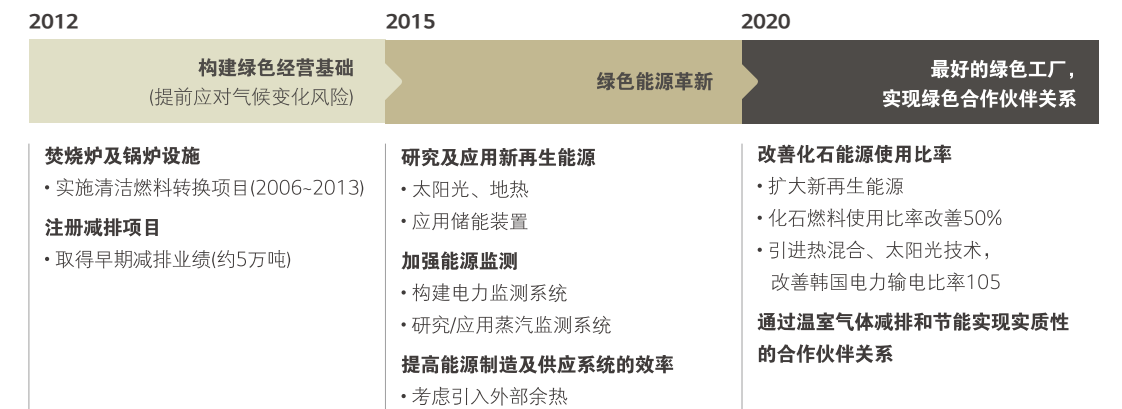 2012
构建绿色经营基础
(提前应对气候变化风险)
焚烧炉及锅炉设施
• 实施清洁燃料转换项目(2006~2013)
注册减排项目
• 取得早期减排业绩(约5万吨)
2015
绿色能源革新
研究及应用新再生能源
• 太阳光、地热
• 应用储能装置
加强能源监测
• 构建电力监测系统
• 研究/应用蒸汽监测系统
提高能源制造及供应系统的效率
• 考虑引入外部余热
2020
最好的绿色工厂，
实现绿色合作伙伴关系
改善化石能源使用比率
• 扩大新再生能源
• 化石燃料使用比率改善50%
• 引进热混合、太阳光技术，
改善韩国电力输电比率105
通过温室气体减排和节能实现实质性
的合作伙伴关系